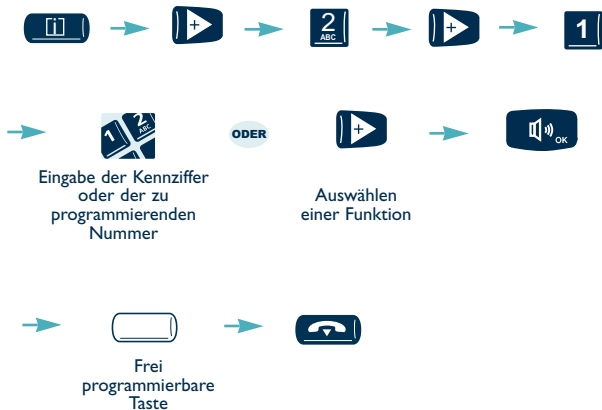 i + 2 ABC + 1
1 2 ABC ODER + OK
Eingabe der Kennziffer
oder der zu
programmierenden
Nummer
Auswählen
einer Funktion
Frei
programmierbare
Taste